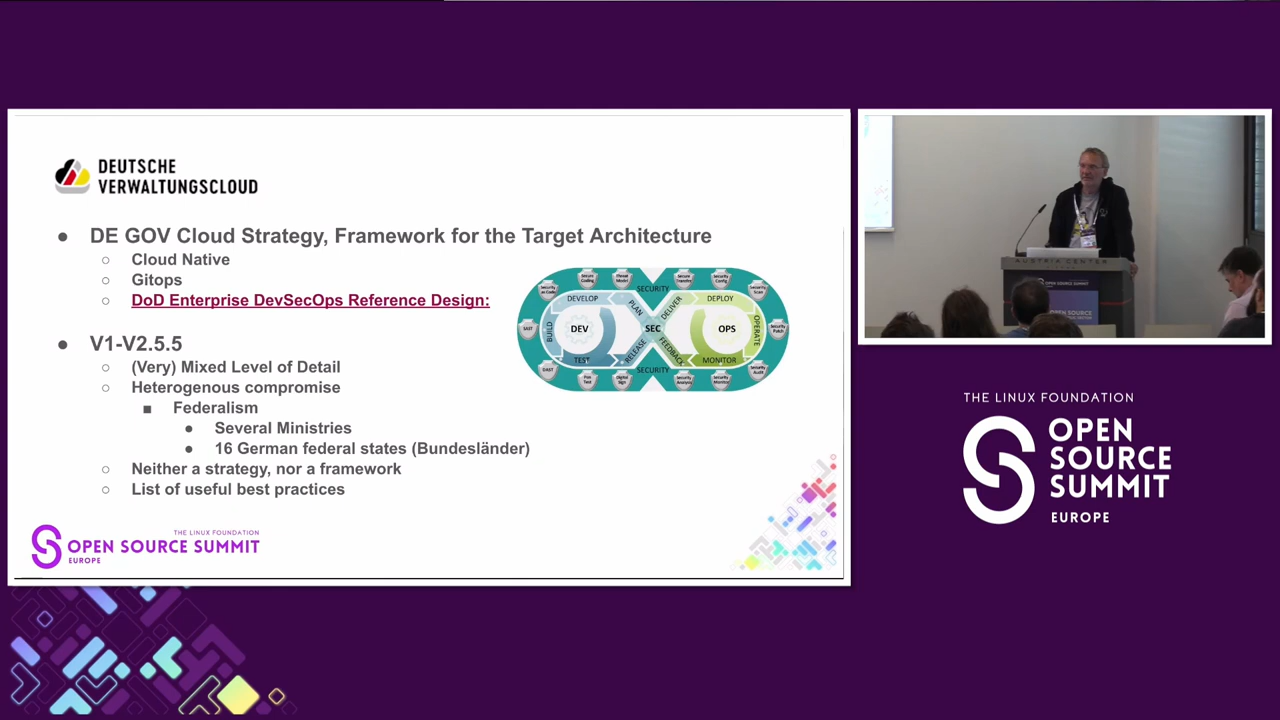 DEUTSCHE
VERWALTUNGSCLOUD
DE GOV Cloud Strategy, Framework for the Target Architecture
Cloud Native
Gitops
DoD Enterprise DevSecOps Reference Design:
V1-V2.5.5
(Very) Mixed Level of Detail
Heterogenous compromise
Federalism
Several Ministries
16 German federal states (Bundesländer)
Neither a strategy, nor a framework
List of useful best practices
SECURITY
DEVELOP
PLAN
DELIVER
DEPLOY
BUILD
DEV
SEC
OPS
OPERATE
TEST
RELEASE
FEEDBACK
MONITOR
SECURITY
THE LINUX FOUNDATION
OPEN SOURCE SUMMIT
EUROPE
AUSTRIA CENTER
THE LINUX FOUNDATION
OPEN
SOURCE
SUMMIT
EUROPE